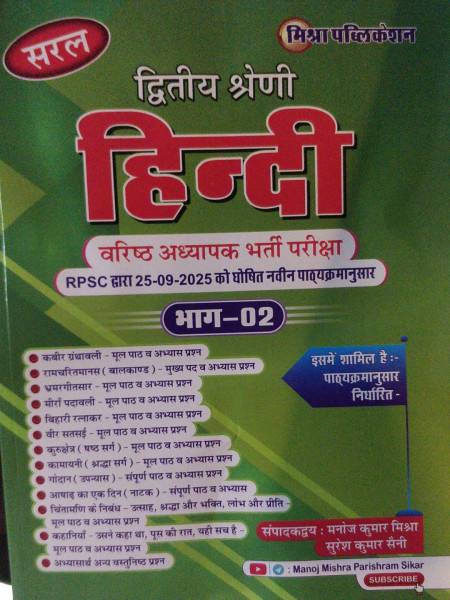 सरल
मिश्रा पब्लिकेशन
द्वितीय श्रेणी
हिन्दी
वरिष्ठ अध्यापक भर्ती परीक्षा
RPSC द्वारा 25-09-2025 को घोषित नवीन पाठ्यक्रमानुसार
भाग-02
कबीर ग्रंथावली - मूल पाठ व अभ्यास प्रश्न
रामचरितमानस (बालकाण्ड) - मुख्य पद व अभ्यास प्रश्न
भ्रमरगीतसार - मूल पाठ व अभ्यास प्रश्न
मीराँ पदावली - मूल पाठ व अभ्यास प्रश्न
बिहारी रत्नाकर - मूल पाठ व अभ्यास प्रश्न
वीर सतसई - मूल पाठ व अभ्यास प्रश्न
कुरुक्षेत्र (षष्ठ सर्ग) - मूल पाठ व अभ्यास प्रश्न
कामायनी (श्रद्धा सर्ग) - मूल पाठ व अभ्यास प्रश्न
गोदान (उपन्यास) - संपूर्ण पाठ व अभ्यास प्रश्न
आषाढ़ का एक दिन (नाटक) - संपूर्ण पाठ व अभ्यास
चिंतामणि के निबंध - उत्साह, श्रद्धा और भक्ति, लोभ और प्रीति -
मूल पाठ व अभ्यास प्रश्न
कहानियाँ - उसने कहा था, पूस की रात, यही सच है -
मूल पाठ व अभ्यास प्रश्न
अभ्यासार्थ अन्य वस्तुनिष्ठ प्रश्न
इसमे शामिल है :-
पाठ्यक्रमानुसार
निर्धारित -
संपादकद्वय : मनोज कुमार मिश्रा
सुरेश कुमार सैनी
: Manoj Mishra Parishram Sikar
SUBSCRIBE